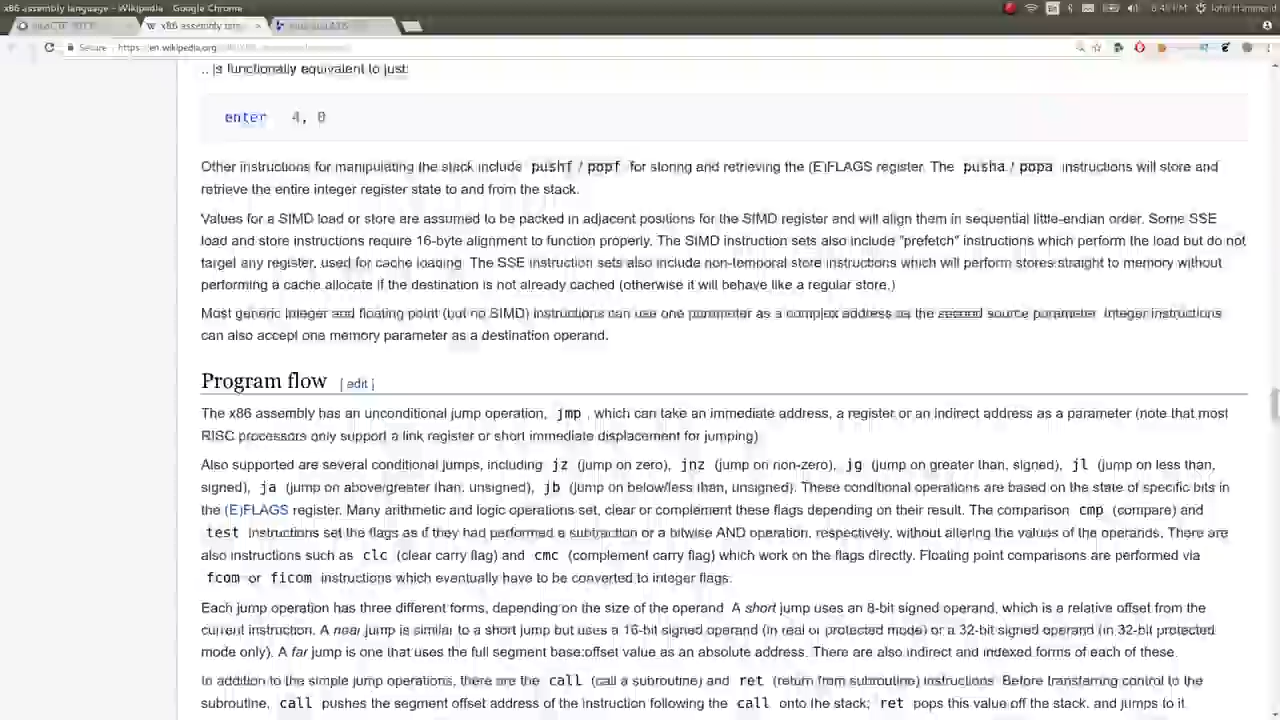 x86 assembly language - Wikipedia - Google Chrome
John Hammond
W x86 assembly
Secure https://en.wikipedia.org
... is functionally equivalent to just:
enter 4, 0
Other instructions for manipulating the stack include pushf / popf for storing and retrieving the (E)FLAGS register. The pusha / popa instructions will store and
retrieve the entire integer register state to and from the stack.
Values for a SIMD load or store are assumed to be packed in adjacent positions for the SIMD register and will align them in sequential little-endian order. Some SSE
load and store instructions require 16-byte alignment to function properly. The SIMD instruction sets also include "prefetch" instructions which perform the load but do not
target any register, used for cache loading. The SSE instruction sets also include non-temporal store instructions which will perform stores straight to memory without
performing a cache allocate if the destination is not already cached (otherwise it will behave like a regular store.)
Most generic integer and floating point (but no SIMD) instructions can use one parameter as a complex address as the second source parameter. Integer instructions
can also accept one memory parameter as a destination operand.
Program flow [ edit ]
The x86 assembly has an unconditional jump operation, jmp , which can take an immediate address, a register or an indirect address as a parameter (note that most
RISC processors only support a link register or short immediate displacement for jumping)
Also supported are several conditional jumps, including jz (jump on zero), jnz (jump on non-zero), jg (jump on greater than, signed), jl (jump on less than,
signed), ja (jump on above/greater than, unsigned), jb (jump on below/less than, unsigned). These conditional operations are based on the state of specific bits in
the (E)FLAGS register. Many arithmetic and logic operations set, clear or complement these flags depending on their result. The comparison cmp (compare) and
test instructions set the flags as if they had performed a subtraction or a bitwise AND operation, respectively, without altering the values of the operands. There are
also instructions such as clc (clear carry flag) and cmc (complement carry flag) which work on the flags directly. Floating point comparisons are performed via
fcom or ficom instructions which eventually have to be converted to integer flags.
Each jump operation has three different forms, depending on the size of the operand. A short jump uses an 8-bit signed operand, which is a relative offset from the
current instruction. A near jump is similar to a short jump but uses a 16-bit signed operand (in real or protected mode) or a 32-bit signed operand (in 32-bit protected
mode only). A far jump is one that uses the full segment base:offset value as an absolute address. There are also indirect and indexed forms of each of these.
In addition to the simple jump operations, there are the call (call a subroutine) and ret (return from subroutine) instructions. Before transferring control to the
subroutine, call pushes the segment offset address of the instruction following the call onto the stack; ret pops this value off the stack, and jumps to it.